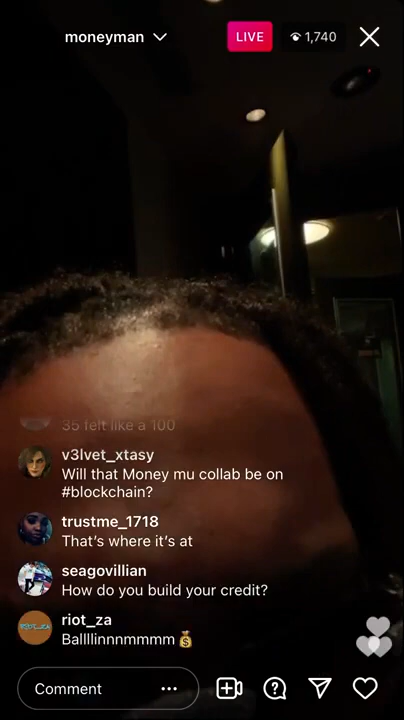 moneyman
LIVE
1,740
35 felt like a 100
v3lvet_xtasy
Will that Money mu collab be on
#blockchain?
trustme_1718
That's where it's at
seagovillian
How do you build your credit?
riot_za
Ballllinnnmmmm💰
Comment